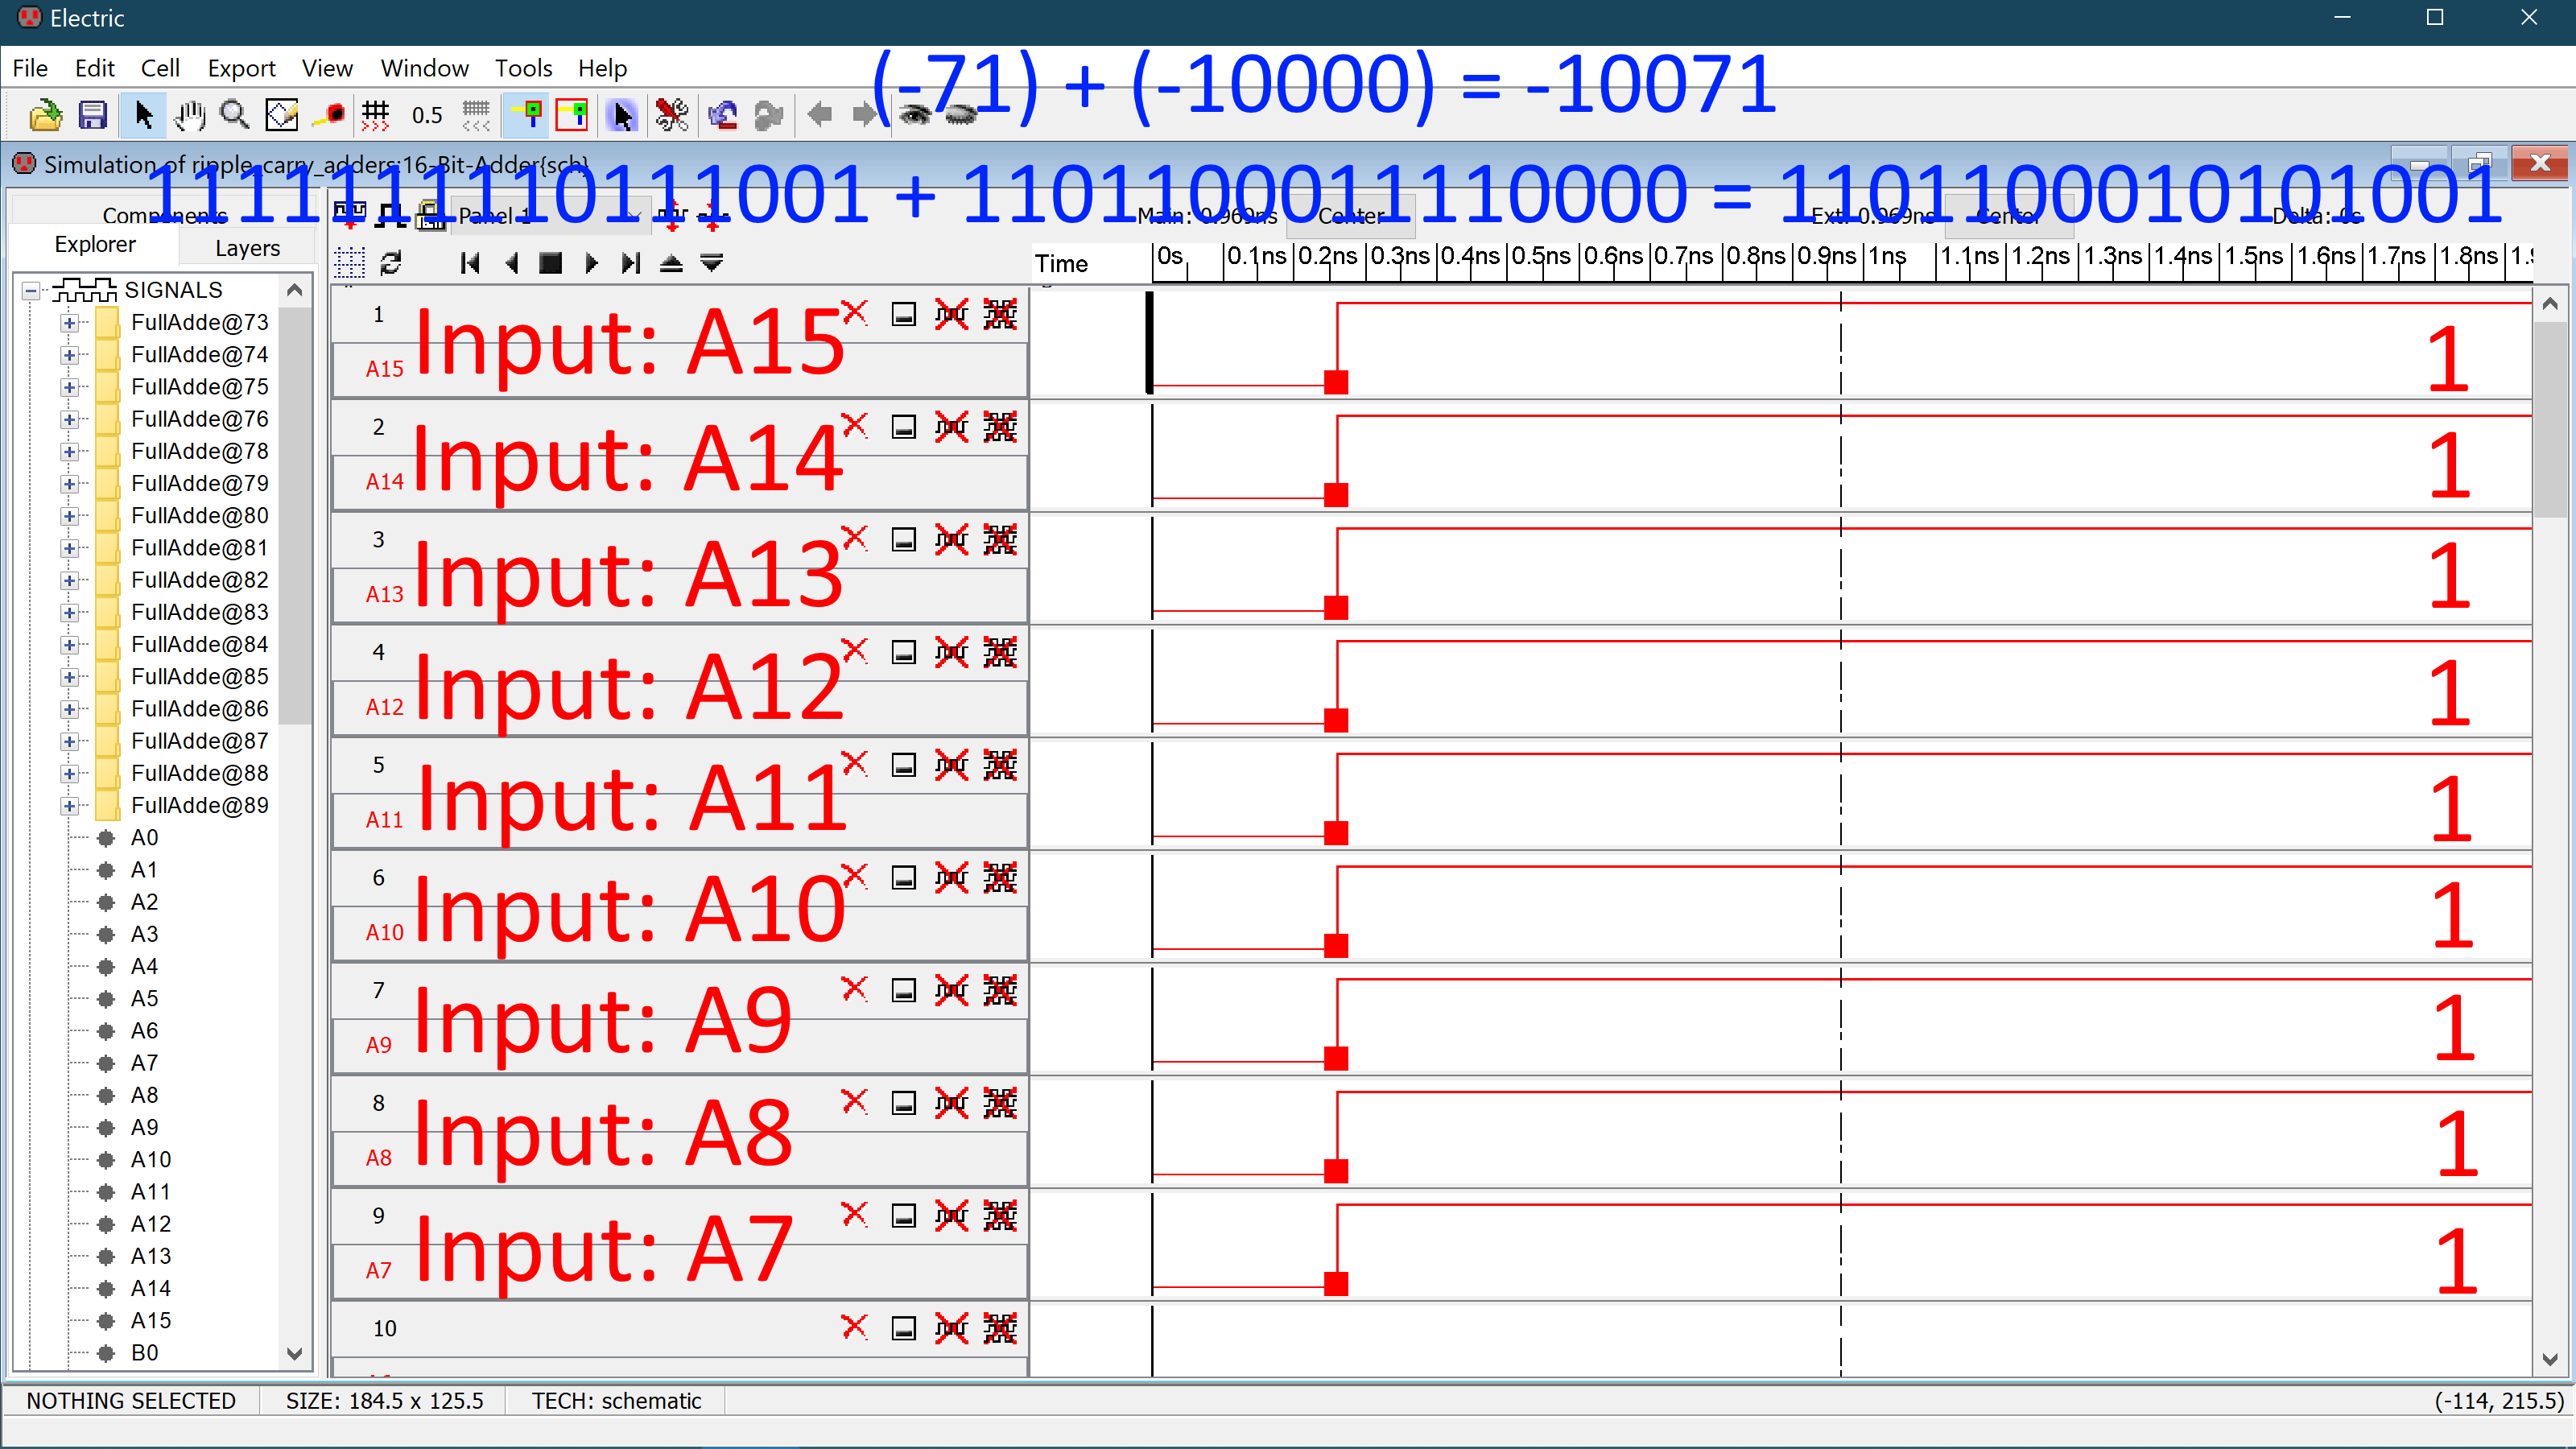 Electric
File Edit Cell Export View Window Tools Help
(-71) + (-10000) = -10071
0.5
Simulation of ripple_carry_adders:16-Bit-Adder{sch}
1111111110111001 + 1101100011110000 = 1101100010101001
Components
Explorer Layers
Panel 1
Main: 0.969ns Center Ext: 0.969ns Center Delta: 0s
Time 0s 0.1ns 0.2ns 0.3ns 0.4ns 0.5ns 0.6ns 0.7ns 0.8ns 0.9ns 1ns 1.1ns 1.2ns 1.3ns 1.4ns 1.5ns 1.6ns 1.7ns 1.8ns
SIGNALS
FullAdde@73
FullAdde@74
FullAdde@75
FullAdde@76
FullAdde@78
FullAdde@79
FullAdde@80
FullAdde@81
FullAdde@82
FullAdde@83
FullAdde@84
FullAdde@85
FullAdde@86
FullAdde@87
FullAdde@88
FullAdde@89
A0
A1
A2
A3
A4
A5
A6
A7
A8
A9
A10
A11
A12
A13
A14
A15
B0
1
A15 Input: A15 1
2
A14 Input: A14 1
3
A13 Input: A13 1
4
A12 Input: A12 1
5
A11 Input: A11 1
6
A10 Input: A10 1
7
A9 Input: A9 1
8
A8 Input: A8 1
9
A7 Input: A7 1
10
NOTHING SELECTED SIZE: 184.5 x 125.5 TECH: schematic (-114, 215.5)